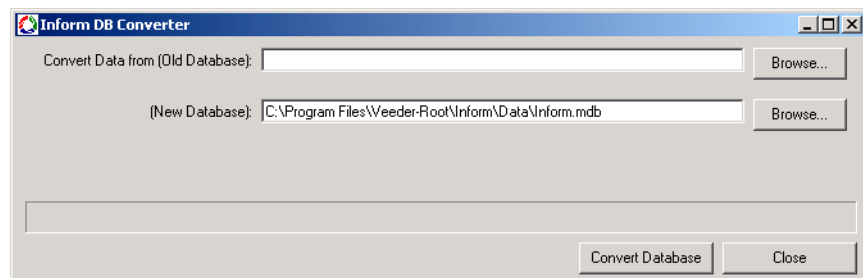 Inform DB Converter
Convert Data from (Old Database): Browse...
(New Database): C:\Program Files\Veeder-Root\Inform\Data\Inform.mdb Browse...
Convert Database Close